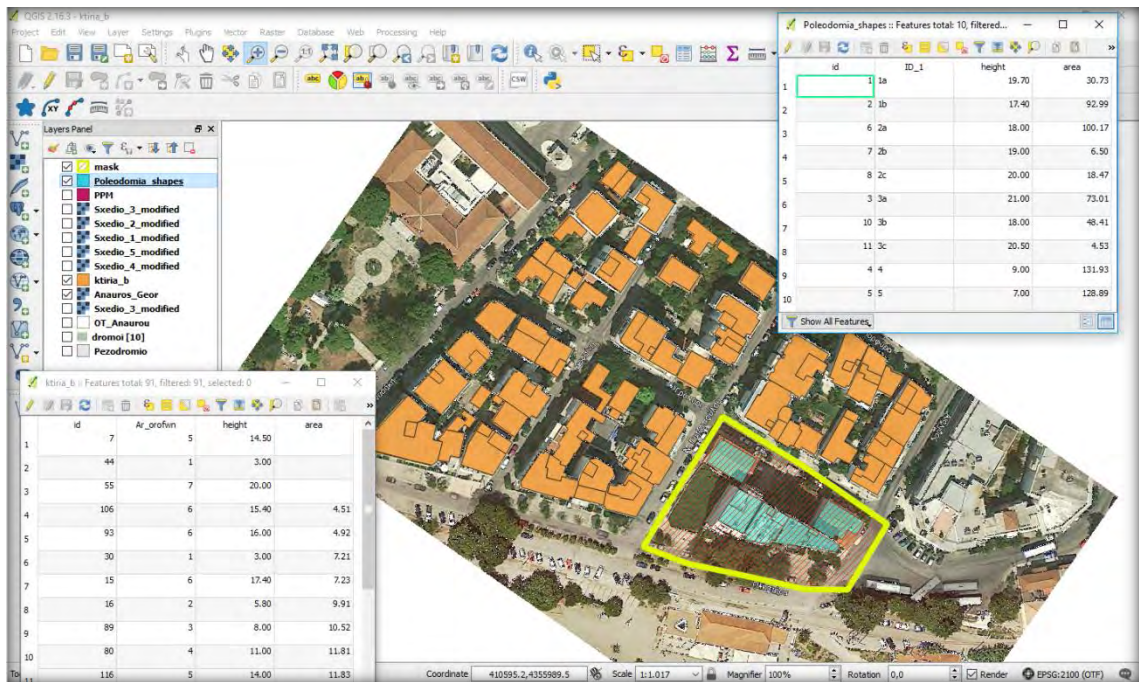 QGIS 2.16.3 - ktiria_b
Project Edit View Layer Settings Plugins Vector Raster Database Web Processing Help
abc abc abc abc abc abc abc CSW
XY
Layers Panel
mask
Poleodomia_shapes
PPM
Sxedio_3_modified
Sxedio_2_modified
Sxedio_1_modified
Sxedio_5_modified
Sxedio_4_modified
ktiria_b
Anauros_Geor
Sxedio_3_modified
OT_Anaurou
dromoi [10]
Pezodromio
Poleodomia_shapes :: Features total: 10, filtered...
id ID_1 height area
1 1 1a 19.70 30.73
2 2 1b 17.40 92.99
3 6 2a 18.00 100.17
4 7 2b 19.00 6.50
5 8 2c 20.00 18.47
6 3 3a 21.00 73.01
7 10 3b 18.00 48.41
8 11 3c 20.50 4.53
9 4 4 9.00 131.93
10 5 5 7.00 128.89
Show All Features
ktiria_b :: Features total: 91, filtered: 91, selected: 0
id Ar_orofwn height area
1 7 5 14.50
2 44 1 3.00
3 55 7 20.00
4 106 6 15.40 4.51
5 93 6 16.00 4.92
6 30 1 3.00 7.21
7 15 6 17.40 7.23
8 16 2 5.80 9.91
9 89 3 8.00 10.52
10 80 4 11.00 11.81
11 116 5 14.00 11.83
Coordinate 410595.2,4355989.5 Scale 1:1.017 Magnifier 100% Rotation 0,0 Render EPSG:2100 (OTF)